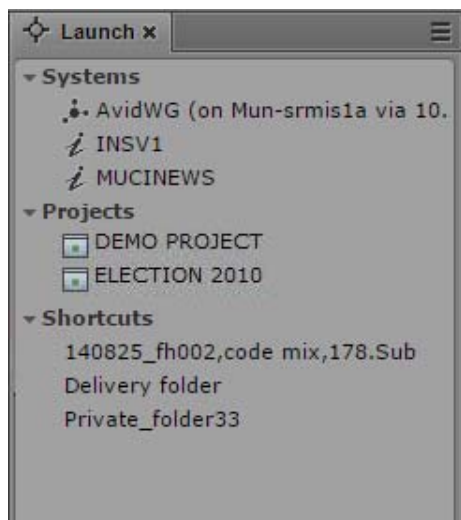 Launch
Systems
AvidWG (on Mun-srmis1a via 10.
INSV1
MUCINEWS
Projects
DEMO PROJECT
ELECTION 2010
Shortcuts
140825_fh002,code mix,178.Sub
Delivery folder
Private_folder33